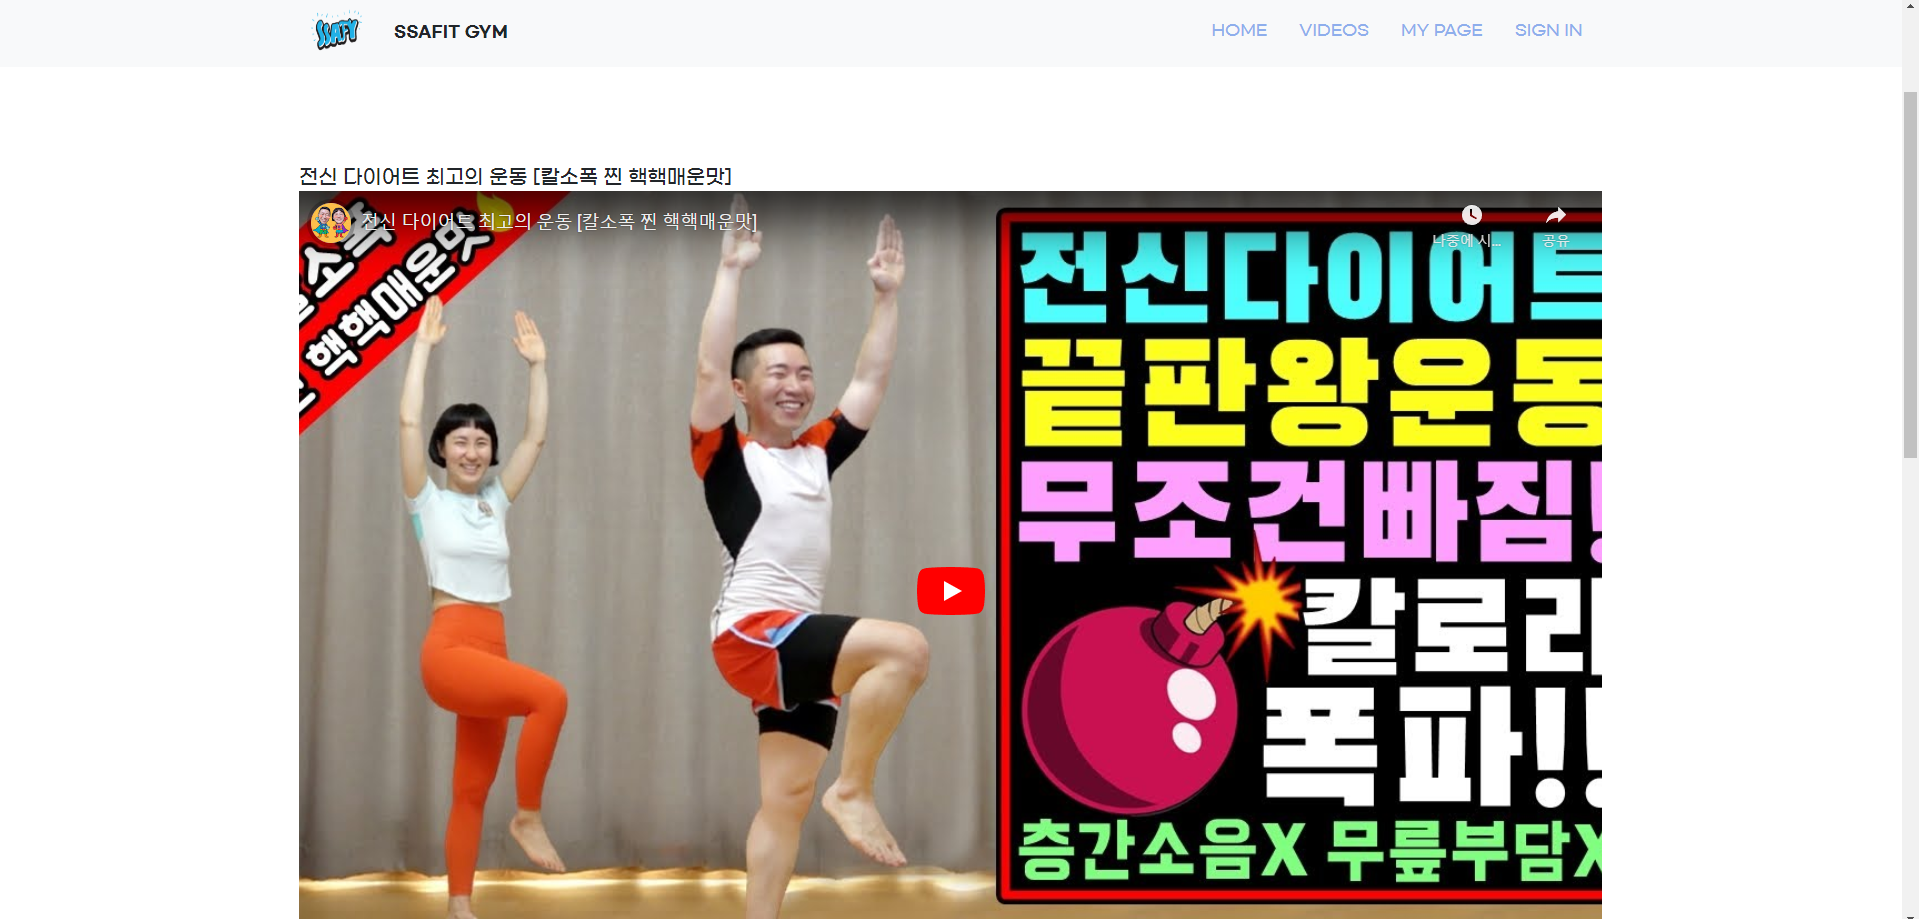 SSAFY
SSAFIT GYM
HOME
VIDEOS
MY PAGE
SIGN IN
전신 다이어트 최고의 운동 [칼소폭 찐 핵핵매운맛]
전신 다이어트 최고의 운동 [칼소폭 찐 핵핵매운맛]
나중에 시...
공유
핵핵매운맛
전신다이어트
끝판왕운동
무조건빠짐!
칼로리
폭파!!
층간소음X 무릎부담X